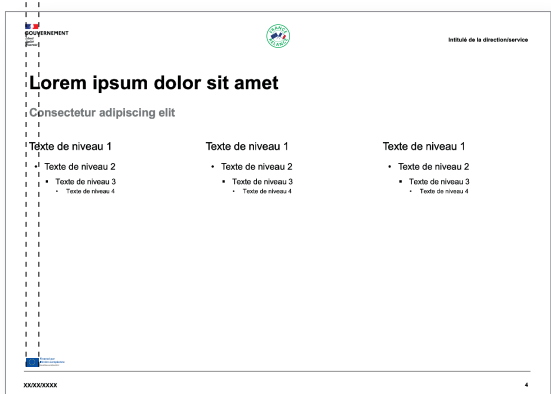 GOUVERNEMENT
FRANCE
RELANCE
Intitulé de la direction/service
Lorem ipsum dolor sit amet
Consectetur adipiscing elit
Texte de niveau 1
• Texte de niveau 2
▪ Texte de niveau 3
• Texte de niveau 4
Texte de niveau 1
• Texte de niveau 2
▪ Texte de niveau 3
• Texte de niveau 4
Texte de niveau 1
• Texte de niveau 2
▪ Texte de niveau 3
• Texte de niveau 4
XX/XX/XXXX
4